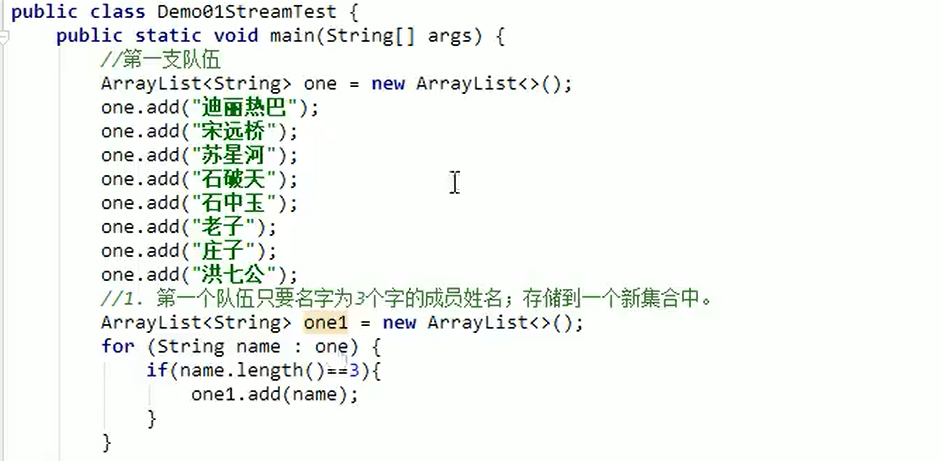 public class Demo01StreamTest {
    public static void main(String[] args) {
        //第一支队伍
        ArrayList<String> one = new ArrayList<>();
        one.add("迪丽热巴");
        one.add("宋远桥");
        one.add("苏星河");
        one.add("石破天");
        one.add("石中玉");
        one.add("老子");
        one.add("庄子");
        one.add("洪七公");
        //1. 第一个队伍只要名字为3个字的成员姓名;存储到一个新集合中。
        ArrayList<String> one1 = new ArrayList<>();
        for (String name : one) {
            if(name.length()==3){
                one1.add(name);
            }
        }